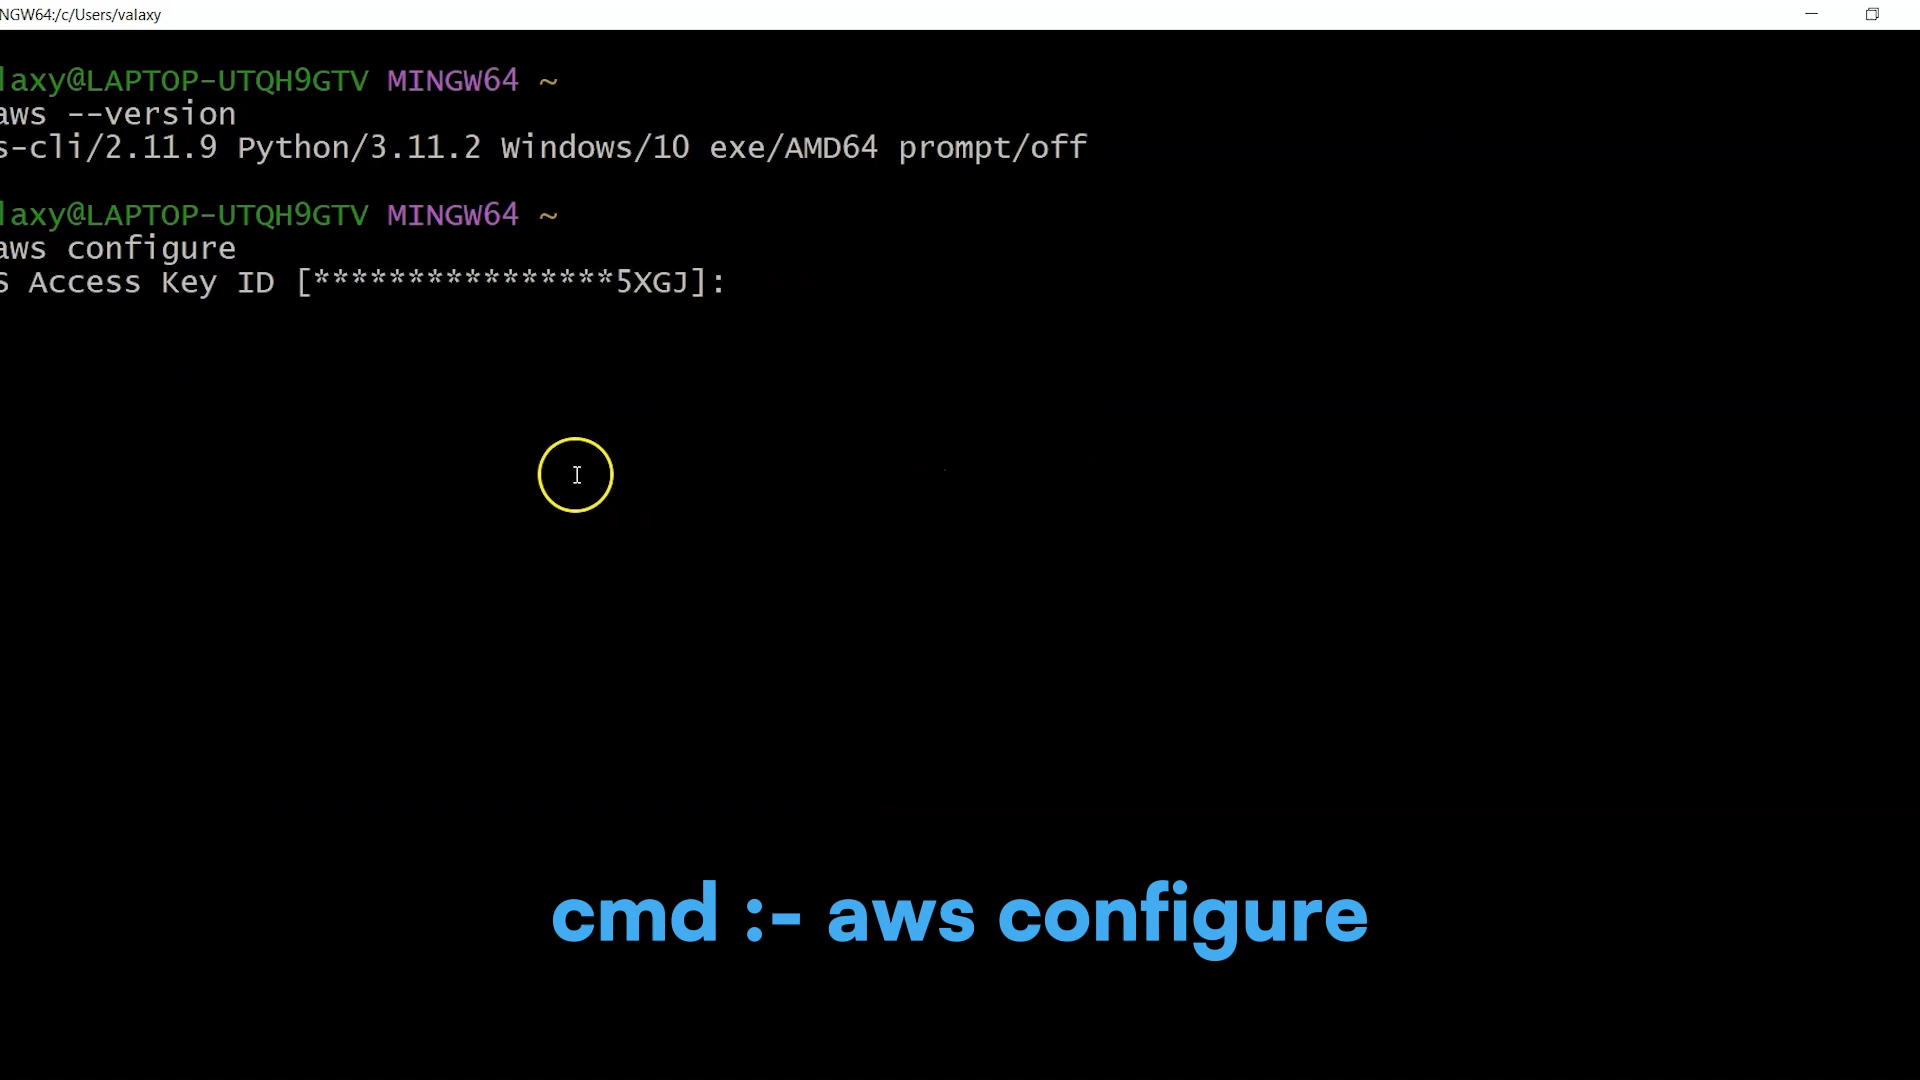 NGW64:/c/Users/valaxy
laxy@LAPTOP-UTQH9GTV MINGW64 ~
aws --version
s-cli/2.11.9 Python/3.11.2 Windows/10 exe/AMD64 prompt/off
laxy@LAPTOP-UTQH9GTV MINGW64 ~
aws configure
S Access Key ID [****************5XGJ]:
cmd :- aws configure